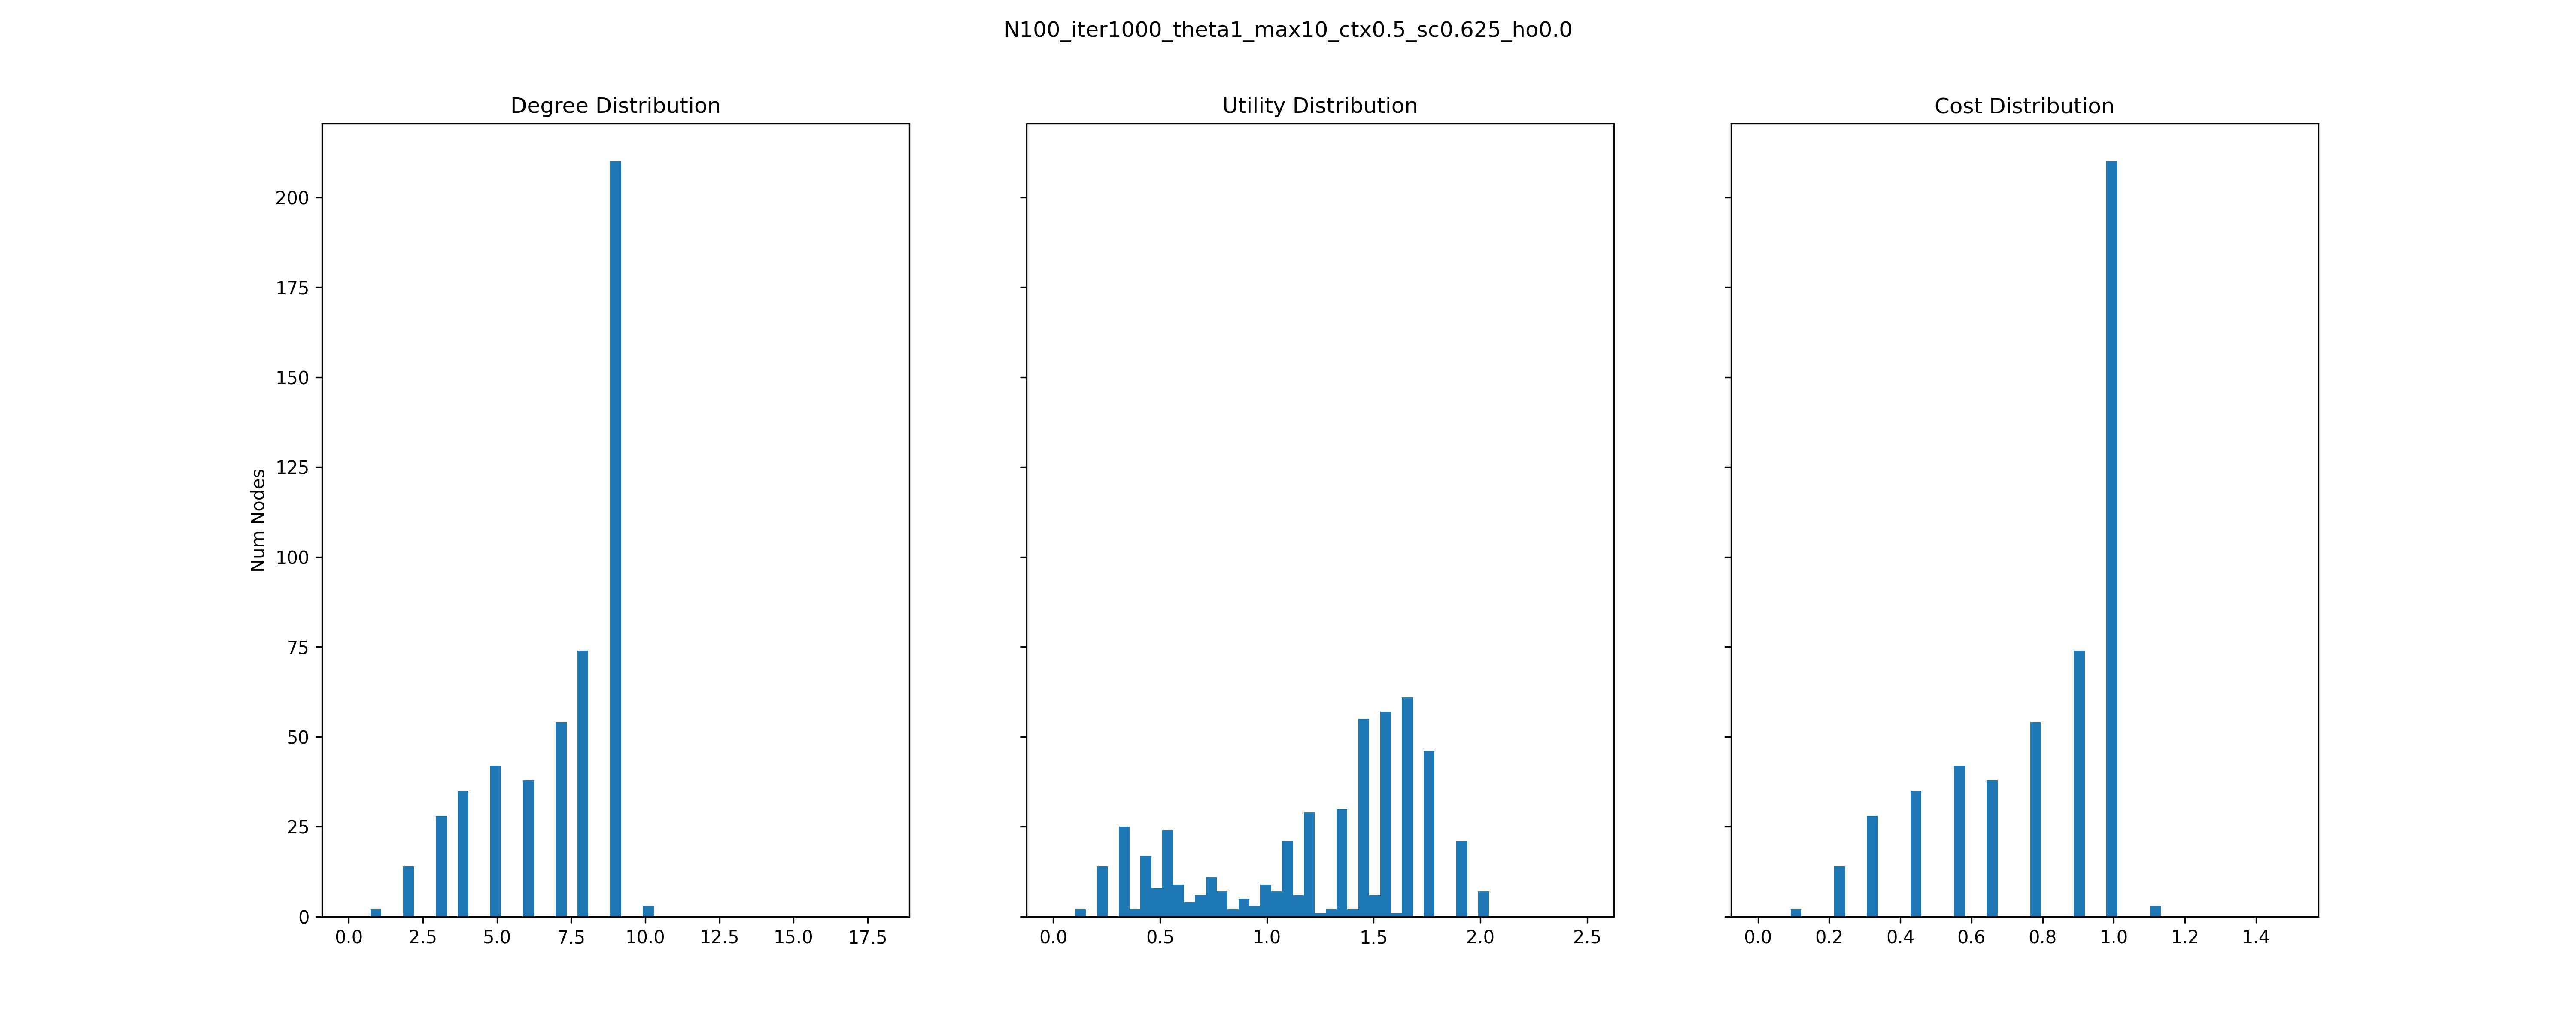 N100_iter1000_theta1_max10_ctx0.5_sc0.625_ho0.0
Degree Distribution
Num Nodes
200
175
150
125
100
75
50
25
0
0.0 2.5 5.0 7.5 10.0 12.5 15.0 17.5
Utility Distribution
0.0 0.5 1.0 1.5 2.0 2.5
Cost Distribution
0.0 0.2 0.4 0.6 0.8 1.0 1.2 1.4